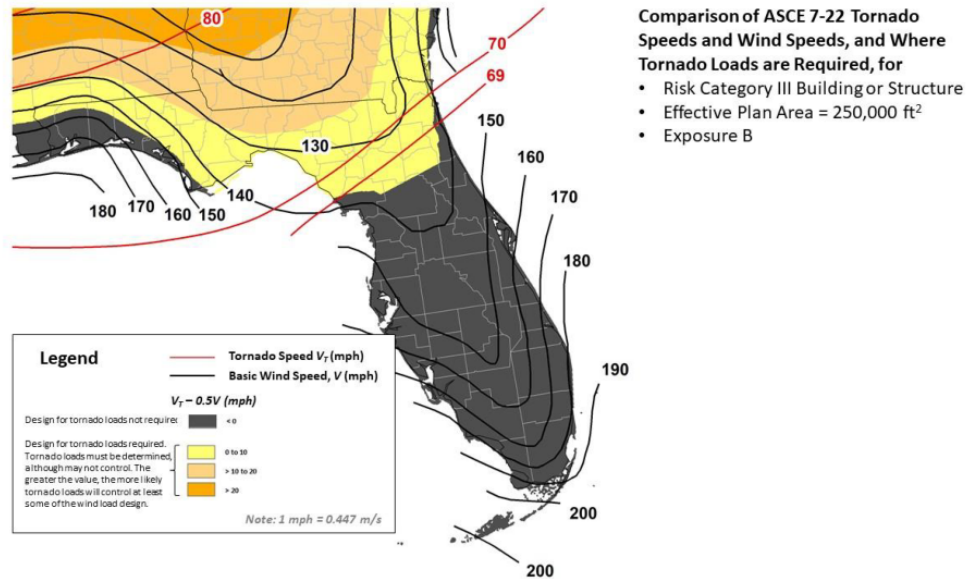 80
70
69
150
160
130
170
140
180
170
160
150
180
190
200
200
Comparison of ASCE 7-22 Tornado
Speeds and Wind Speeds, and Where
Tornado Loads are Required, for
• Risk Category III Building or Structure
• Effective Plan Area = 250,000 ft²
• Exposure B
Legend
Tornado Speed V_T (mph)
Basic Wind Speed, V (mph)
V_T – 0.5V (mph)
Design for tornado loads not required
< 0
Design for tornado loads required.
Tornado loads must be determined,
although may not control. The
greater the value, the more likely
tornado loads will control at least
some of the wind load design.
0 to 10
> 10 to 20
> 20
Note: 1 mph = 0.447 m/s